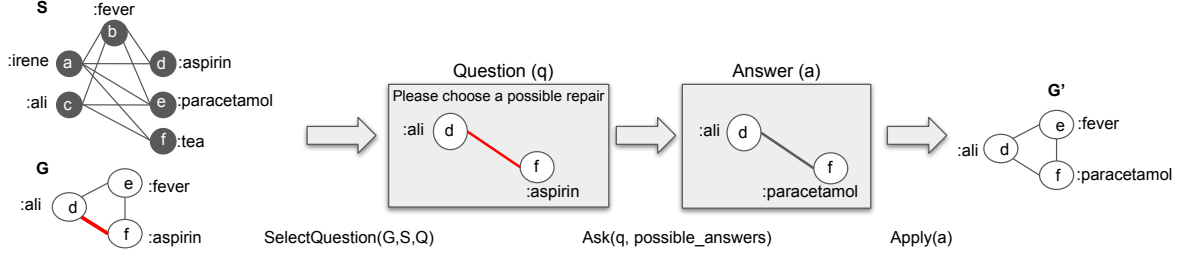 S
:fever
b
:irene
a
d
:aspirin
:ali
c
e
:paracetamol
f
:tea
G
e
:fever
:ali
d
f
:aspirin
SelectQuestion(G,S,Q)
Question (q)
Please choose a possible repair
:ali
d
f
:aspirin
Ask(q, possible_answers)
Answer (a)
:ali
d
f
:paracetamol
Apply(a)
G’
e
:fever
:ali
d
f
:paracetamol